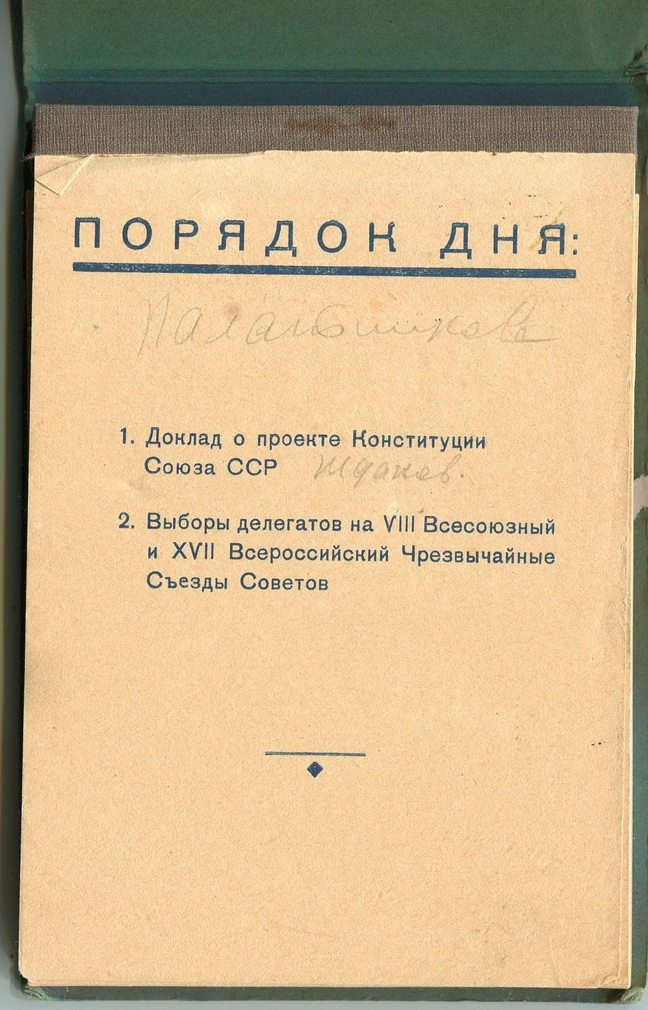 ПОРЯДОК ДНЯ:
1. Доклад о проекте Конституции
Союза ССР Жданов.
2. Выборы делегатов на VIII Всесоюзный
и XVII Всероссийский Чрезвычайные
Съезды Советов